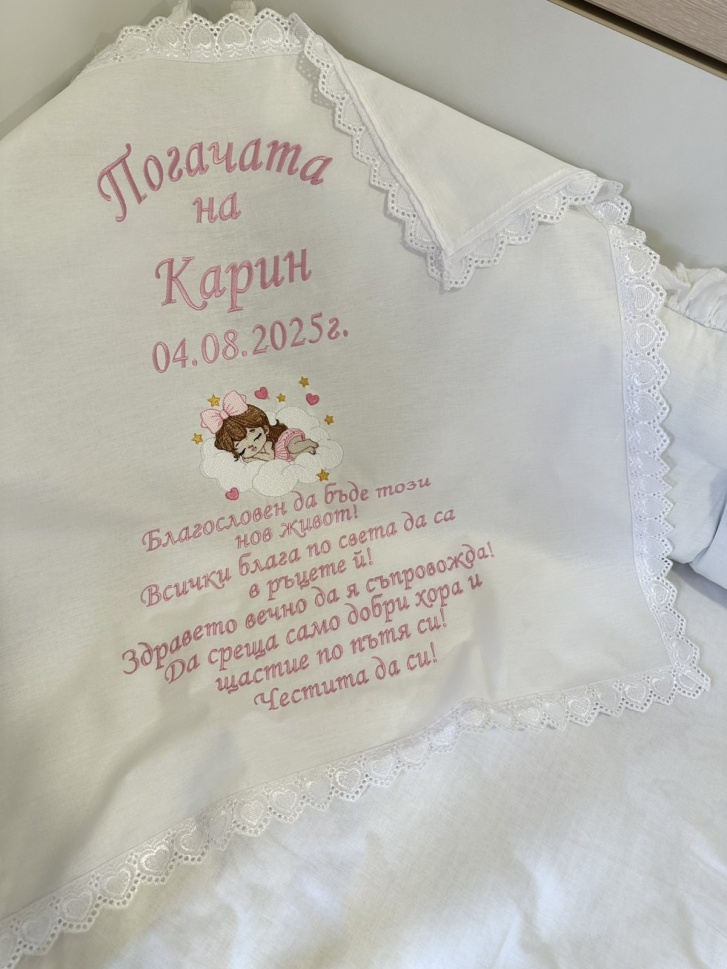 Погачата
на
Карин
04.08.2025г.
Благословен да бъде този
нов живот!
Всички блага по света да са
в ръцете й!
Здравето вечно да я съпровожда!
Да среща само добри хора и
щастие по пътя си!
Честита да си!